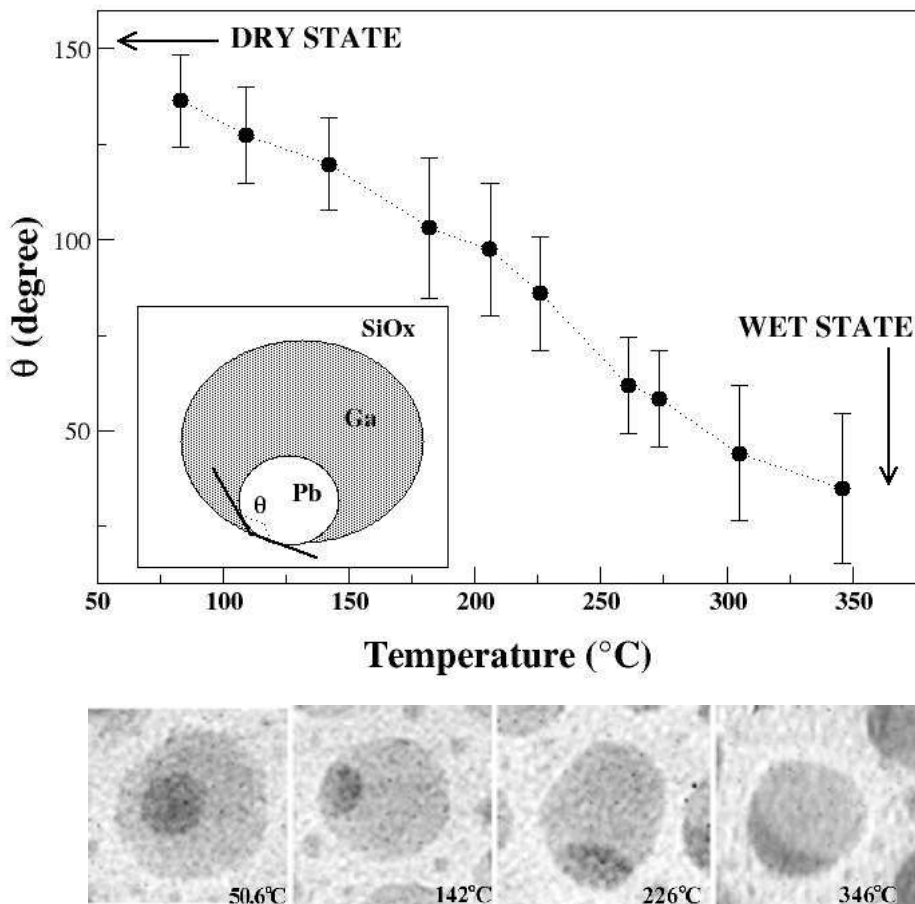 DRY STATE
150
100
50
θ (degree)
WET STATE
SiOx
Ga
Pb
θ
50 75 100 150 200 250 300 350
Temperature (°C)
50.6°C 142°C 226°C 346°C